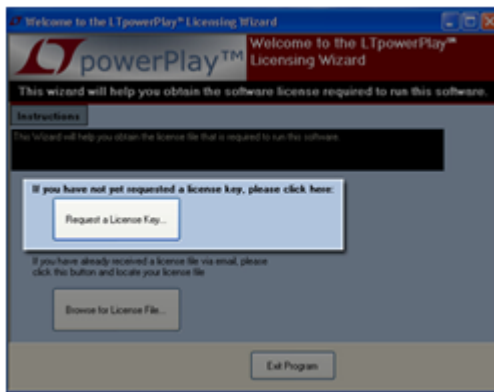 Welcome to the LTpowerPlay™ Licensing Wizard
LT powerPlay™
Welcome to the LTpowerPlay™
Licensing Wizard
This wizard will help you obtain the software license required to run this software.
Instructions
This Wizard will help you obtain the license file that is required to run this software.
If you have not yet requested a license key, please click here:
Request a License Key...
If you have already received a license file via email, please
click this button and locate your license file
Browse for License File...
Exit Program